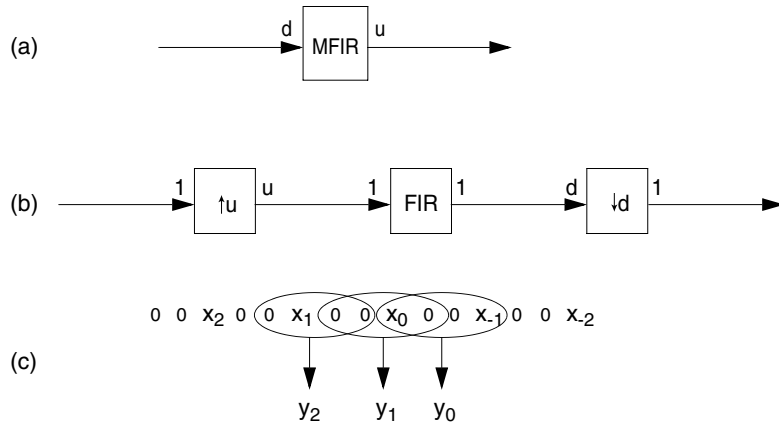 (a) d MFIR u
(b) 1 ↑u u 1 FIR 1 d ↓d 1
0 0 x2 0 0 0 x1 0 0 x0 0 0 x-1 0 0 x-2
(c)
y2 y1 y0